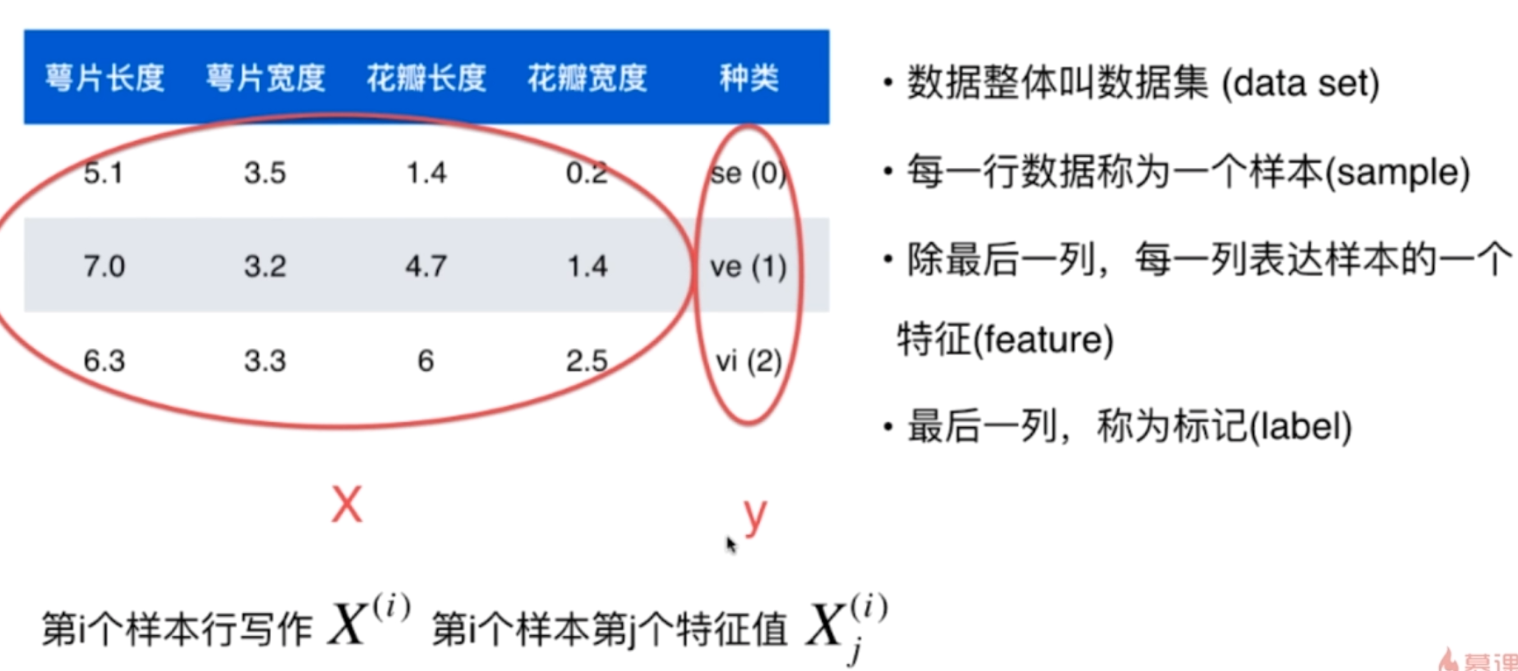 萼片长度 萼片宽度 花瓣长度 花瓣宽度 种类
5.1 3.5 1.4 0.2 se (0)
7.0 3.2 4.7 1.4 ve (1)
6.3 3.3 6 2.5 vi (2)
X y
• 数据整体叫数据集 (data set)
• 每一行数据称为一个样本(sample)
• 除最后一列，每一列表达样本的一个
特征(feature)
• 最后一列，称为标记(label)
第i个样本行写作 X^{(i)} 第i个样本第j个特征值 X_j^{(i)}
慕课